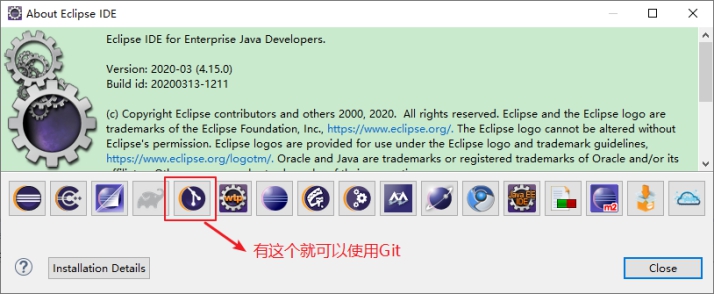 About Eclipse IDE
Eclipse IDE for Enterprise Java Developers.
Version: 2020-03 (4.15.0)
Build id: 20200313-1211
(c) Copyright Eclipse contributors and others 2000, 2020. All rights reserved. Eclipse and the Eclipse logo are
trademarks of the Eclipse Foundation, Inc., https://www.eclipse.org/. The Eclipse logo cannot be altered without
Eclipse's permission. Eclipse logos are provided for use under the Eclipse logo and trademark guidelines,
https://www.eclipse.org/logotm/. Oracle and Java are trademarks or registered trademarks of Oracle and/or its
wtp
Java EE
IDE
m2
有这个就可以使用Git
Installation Details
Close